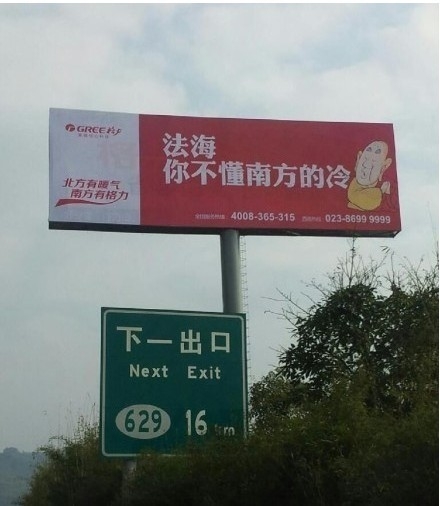 GREE格力
法海
你不懂南方的冷
北方有暖气
南方有格力
4008-365-315
023-8699 9999
下一出口
Next Exit
629 16 km